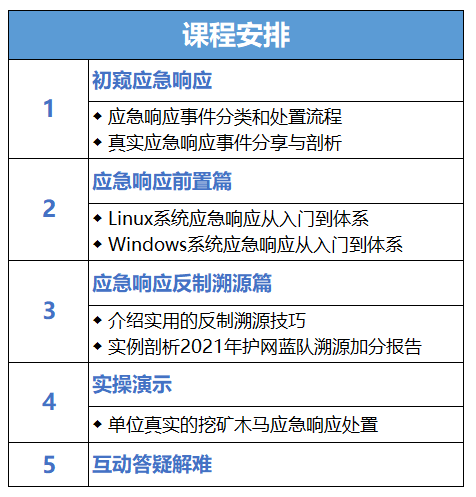 课程安排
1
初窥应急响应
◆ 应急响应事件分类和处置流程
◆ 真实应急响应事件分享与剖析
2
应急响应前置篇
◆ Linux系统应急响应从入门到体系
◆ Windows系统应急响应从入门到体系
3
应急响应反制溯源篇
◆ 介绍实用的反制溯源技巧
◆ 实例剖析2021年护网蓝队溯源加分报告
4
实操演示
◆ 单位真实的挖矿木马应急响应处置
5
互动答疑解难